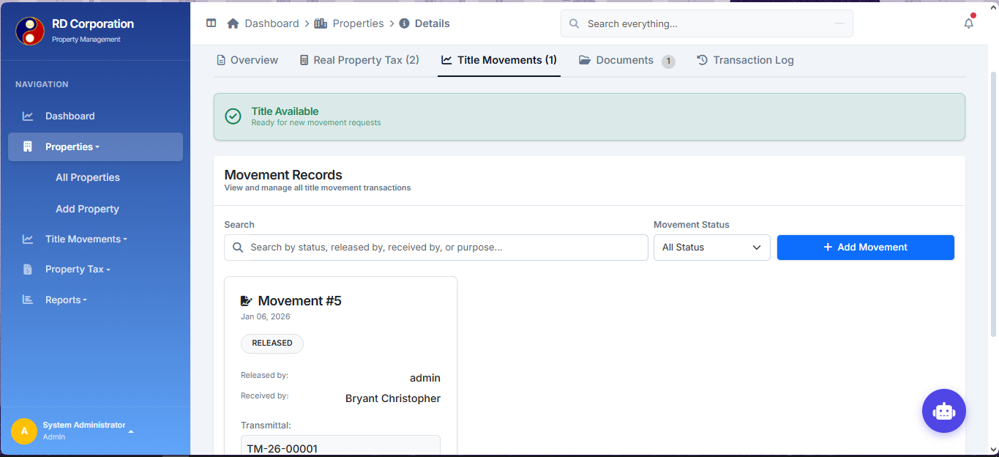 RD Corporation
Property Management
NAVIGATION
Dashboard
Properties
All Properties
Add Property
Title Movements
Property Tax
Reports
A
System Administrator
Admin
Dashboard > Properties > Details
Search everything...
Overview
Real Property Tax (2)
Title Movements (1)
Documents 1
Transaction Log
Title Available
Ready for new movement requests
Movement Records
View and manage all title movement transactions
Search
Search by status, released by, received by, or purpose...
Movement Status
All Status
+ Add Movement
Movement #5
Jan 06, 2026
RELEASED
Released by: admin
Received by: Bryant Christopher
Transmittal:
TM-26-00001